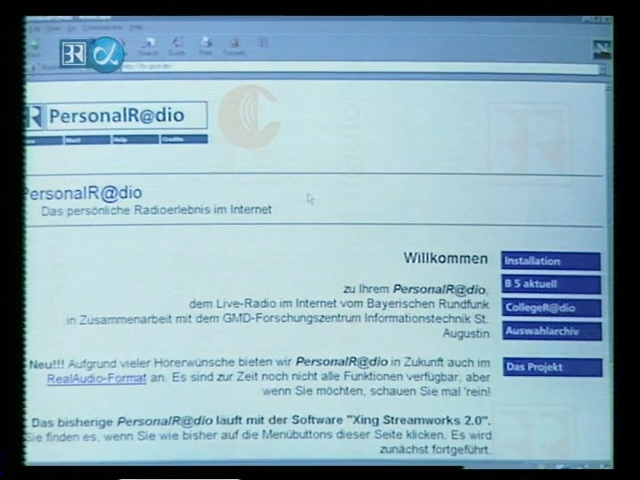 BR α
PersonalR@dio
Mail Help Credits
PersonalR@dio
Das persönliche Radioerlebnis im Internet
Willkommen
zu Ihrem PersonalR@dio,
dem Live-Radio im Internet vom Bayerischen Rundfunk
in Zusammenarbeit mit dem GMD-Forschungszentrum Informationstechnik St.
Augustin
Neu!!! Aufgrund vieler Hörerwünsche bieten wir PersonalR@dio in Zukunft auch im
RealAudio-Format an. Es sind zur Zeit noch nicht alle Funktionen verfügbar, aber
wenn Sie möchten, schauen Sie mal 'rein!
Das bisherige PersonalR@dio läuft mit der Software "Xing Streamworks 2.0".
Sie finden es, wenn Sie wie bisher auf die Menübuttons dieser Seite klicken. Es wird
zunächst fortgeführt.
Installation
B 5 aktuell
CollegeR@dio
Auswahlarchiv
Das Projekt